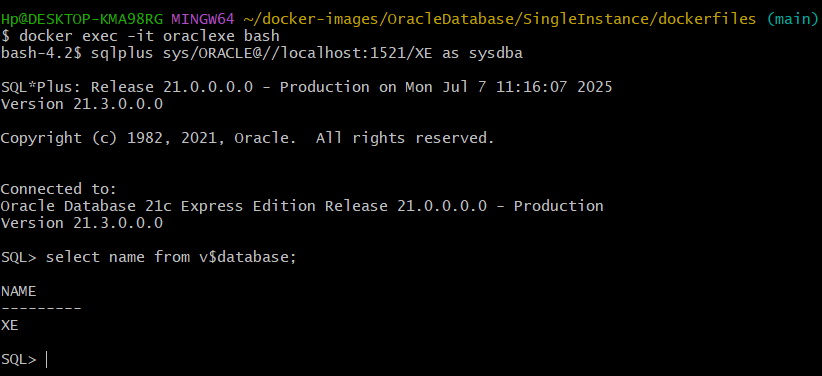 Hp@DESKTOP-KMA98RG MINGW64 ~/docker-images/OracleDatabase/SingleInstance/dockerfiles (main)
$ docker exec -it oraclexe bash
bash-4.2$ sqlplus sys/ORACLE@//localhost:1521/XE as sysdba
SQL*Plus: Release 21.0.0.0.0 - Production on Mon Jul 7 11:16:07 2025
Version 21.3.0.0.0
Copyright (c) 1982, 2021, Oracle.  All rights reserved.
Connected to:
Oracle Database 21c Express Edition Release 21.0.0.0.0 - Production
Version 21.3.0.0.0
SQL> select name from v$database;
NAME
---------
XE
SQL>